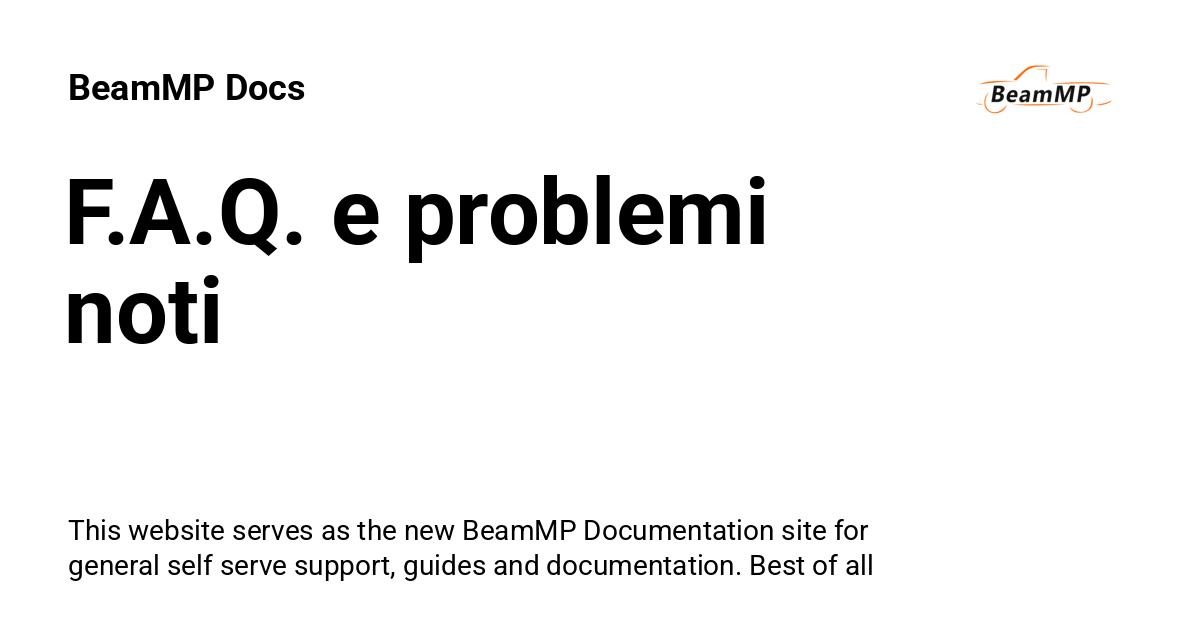 BeamMP Docs
BeamMP
F.A.Q. e problemi
noti
This website serves as the new BeamMP Documentation site for
general self serve support, guides and documentation. Best of all